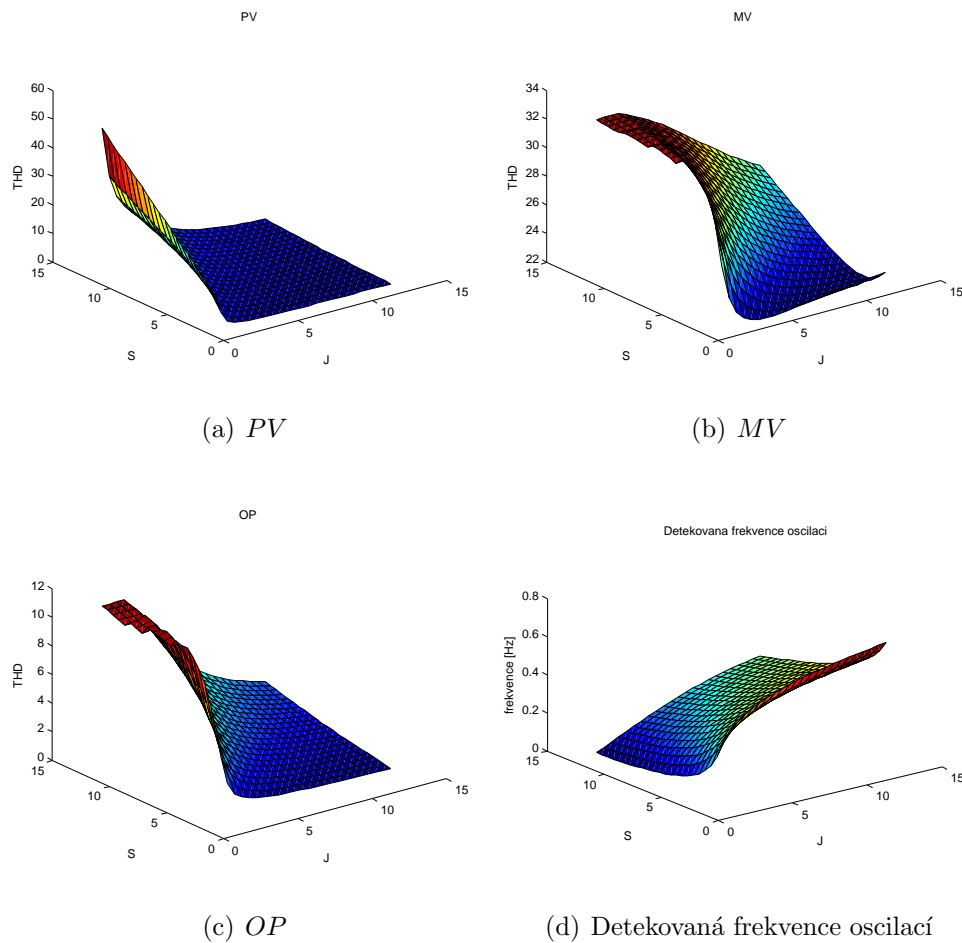 PV
MV
60
50
40
30
20
10
0
THD
15
10
5
0
S
0
5
10
15
J
34
32
30
28
26
24
22
THD
15
10
5
0
S
0
5
10
15
J
(a) PV
(b) MV
OP
Detekovana frekvence oscilaci
12
10
8
6
4
2
0
THD
15
10
5
0
S
0
5
10
15
J
0.8
0.6
0.4
0.2
0
frekvence [Hz]
15
10
5
0
S
0
5
10
15
J
(c) OP
(d) Detekovaná frekvence oscilací